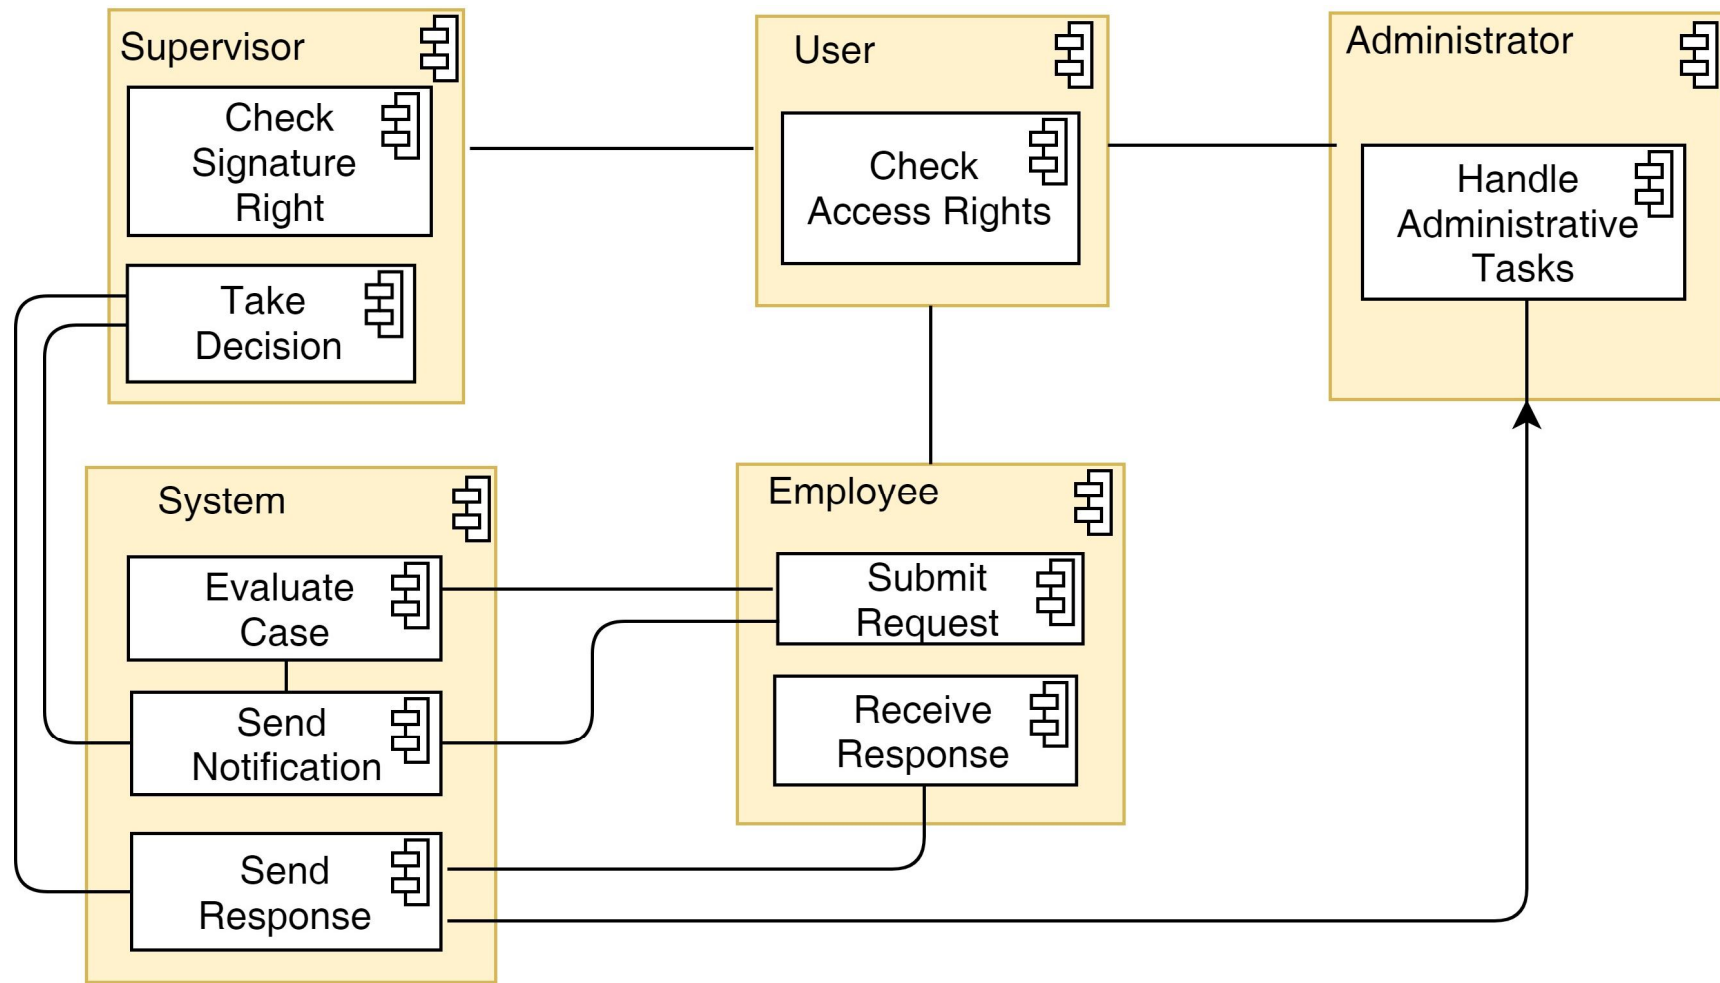 Supervisor
Check
Signature
Right
Take
Decision
User
Check
Access Rights
Administrator
Handle
Administrative
Tasks
System
Evaluate
Case
Send
Notification
Send
Response
Employee
Submit
Request
Receive
Response